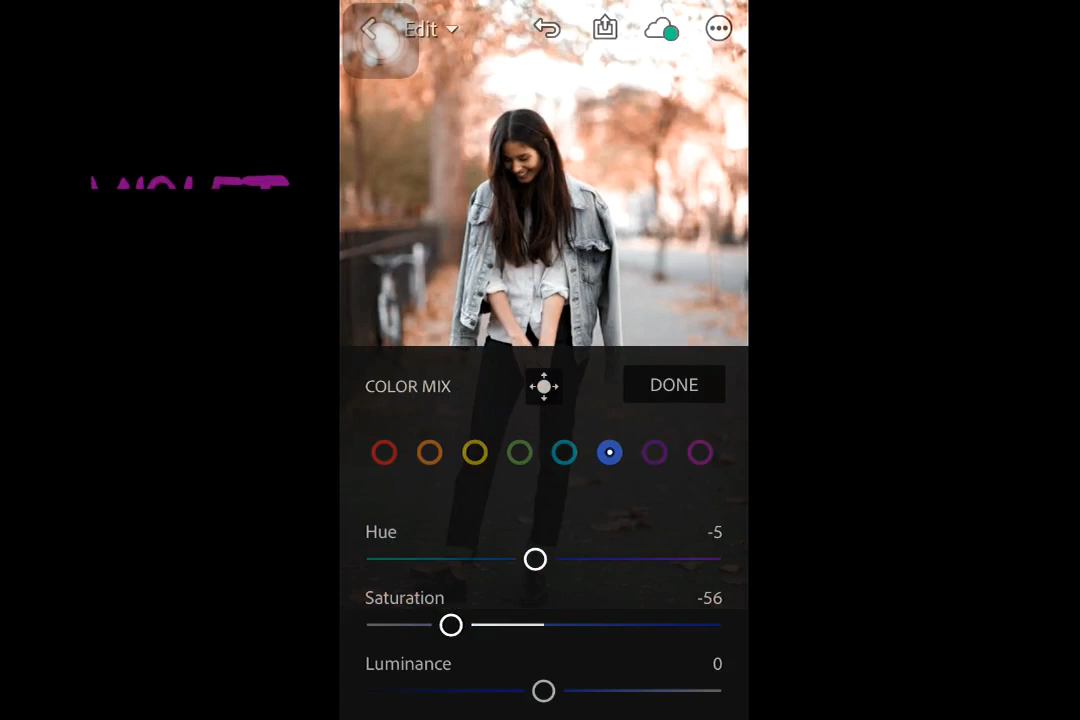 Edit
COLOR MIX
DONE
Hue
-5
Saturation
-56
Luminance
0